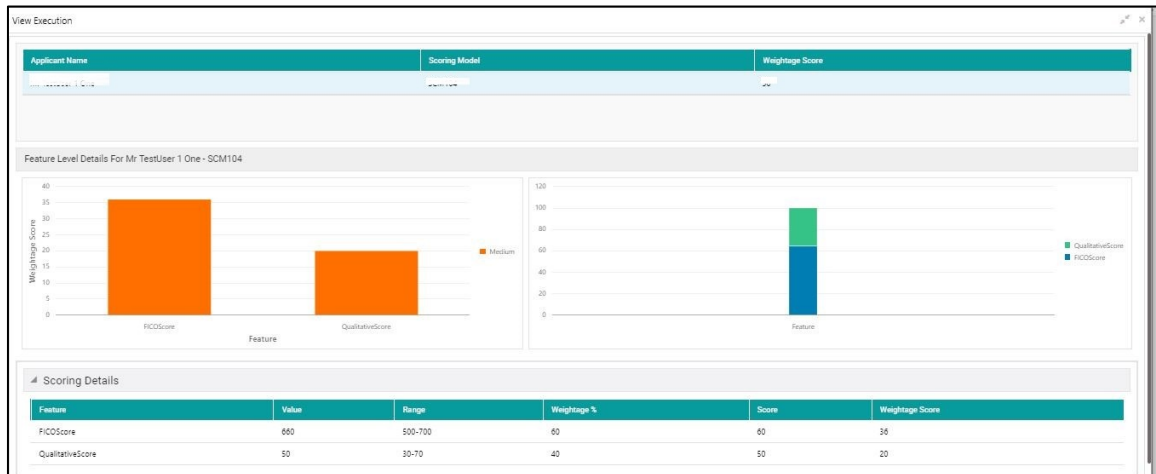 View Execution
Applicant Name Scoring Model Weightage Score
Feature Level Details For Mr TestUser 1 One - SCM104
40
35
30
25
20
15
10
5
0
Weightage Score
FICOScore QualitativeScore
Feature
Medium
120
100
80
60
40
20
0
Feature
QualitativeScore
FICOScore
Scoring Details
Feature Value Range Weightage % Score Weightage Score
FICOScore 660 500-700 60 60 36
QualitativeScore 50 30-70 40 50 20